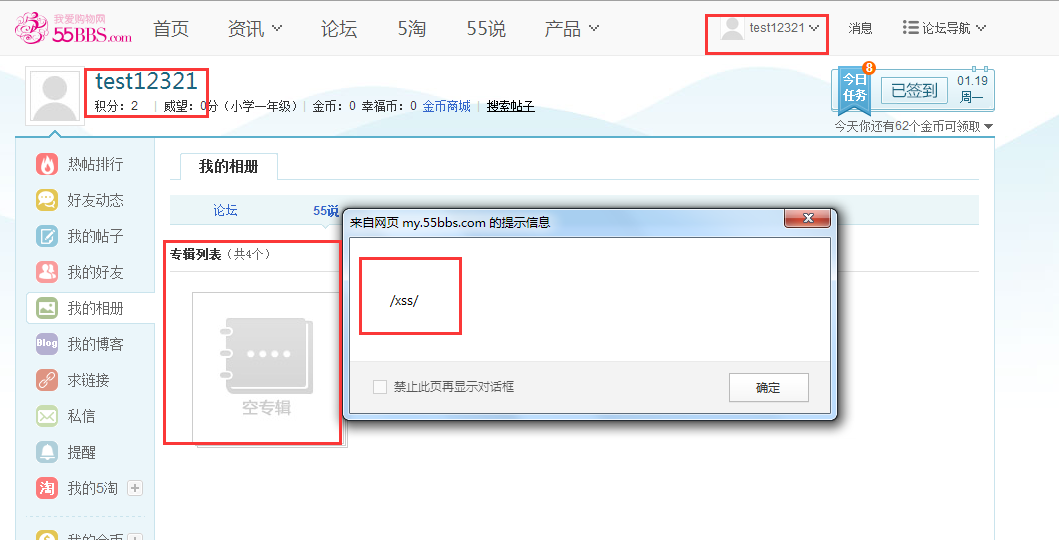 我爱购物网
55BBS.com
首页 资讯 论坛 5淘 55说 产品
test12321
消息
论坛导航
test12321
积分：2 | 威望：0分（小学一年级） | 金币：0 幸福币：0 金币商城 | 搜索帖子
今日
任务
8
已签到
01.19
周一
今天你还有62个金币可领取
热帖排行
好友动态
我的帖子
我的好友
我的相册
Blog 我的博客
求链接
私信
提醒
淘 我的5淘 +
我的相册
论坛 55说
专辑列表（共4个）
空专辑
来自网页 my.55bbs.com 的提示信息
/xss/
禁止此页再显示对话框
确定
我的金币